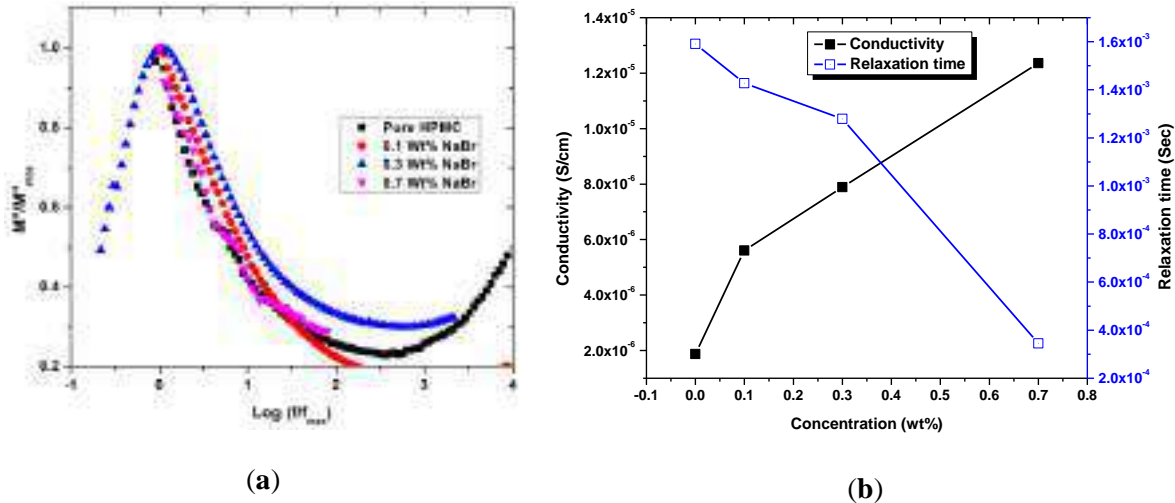 1.0
0.8
0.6
0.4
0.2
M"/M"max
Pure HPMC
0.1 Wt% NaBr
0.3 Wt% NaBr
0.7 Wt% NaBr
-1 0 1 2 3 4
Log (f/fmax)
(a)
1.4x10⁻⁵
1.2x10⁻⁵
1.0x10⁻⁵
8.0x10⁻⁶
6.0x10⁻⁶
4.0x10⁻⁶
2.0x10⁻⁶
Conductivity (S/cm)
Conductivity
Relaxation time
1.6x10⁻³
1.4x10⁻³
1.2x10⁻³
1.0x10⁻³
8.0x10⁻⁴
6.0x10⁻⁴
4.0x10⁻⁴
2.0x10⁻⁴
Relaxation time (Sec)
-0.1 0.0 0.1 0.2 0.3 0.4 0.5 0.6 0.7 0.8
Concentration (wt%)
(b)